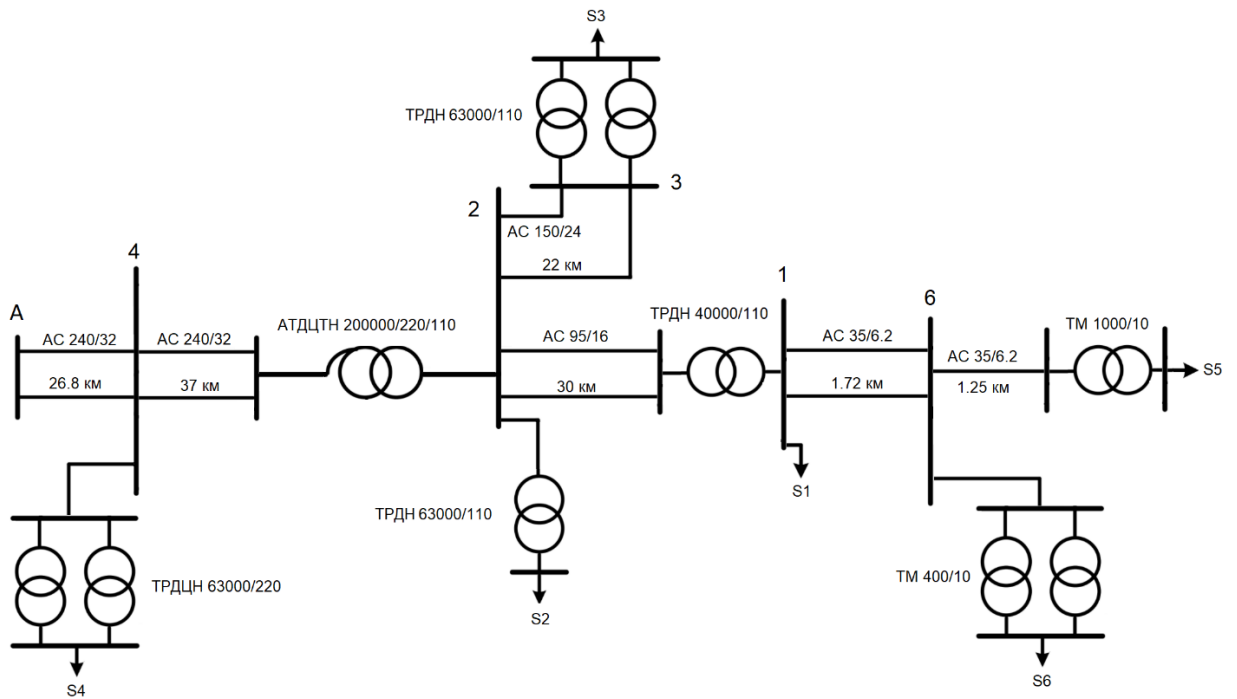 S3
ТРДН 63000/110
3
2
АС 150/24
22 км
4
1
6
А
АС 240/32
АС 240/32
АТДЦТН 200000/220/110
АС 95/16
ТРДН 40000/110
АС 35/6.2
АС 35/6.2
ТМ 1000/10
26.8 км
37 км
30 км
1.72 км
1.25 км
S5
S1
ТРДН 63000/110
ТРДЦН 63000/220
ТМ 400/10
S2
S4
S6